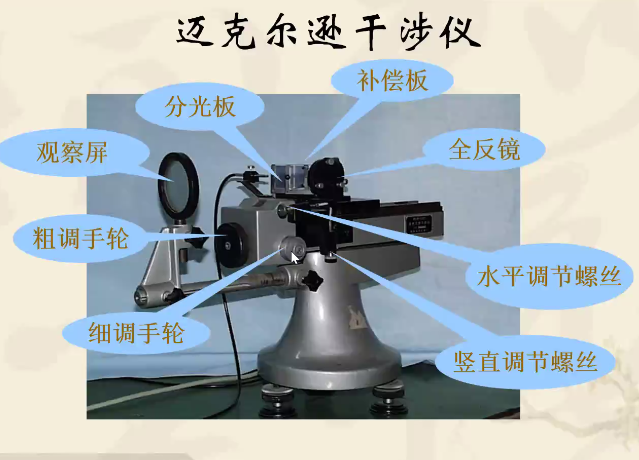 迈克尔逊干涉仪
补偿板
分光板
观察屏
全反镜
粗调手轮
水平调节螺丝
细调手轮
竖直调节螺丝